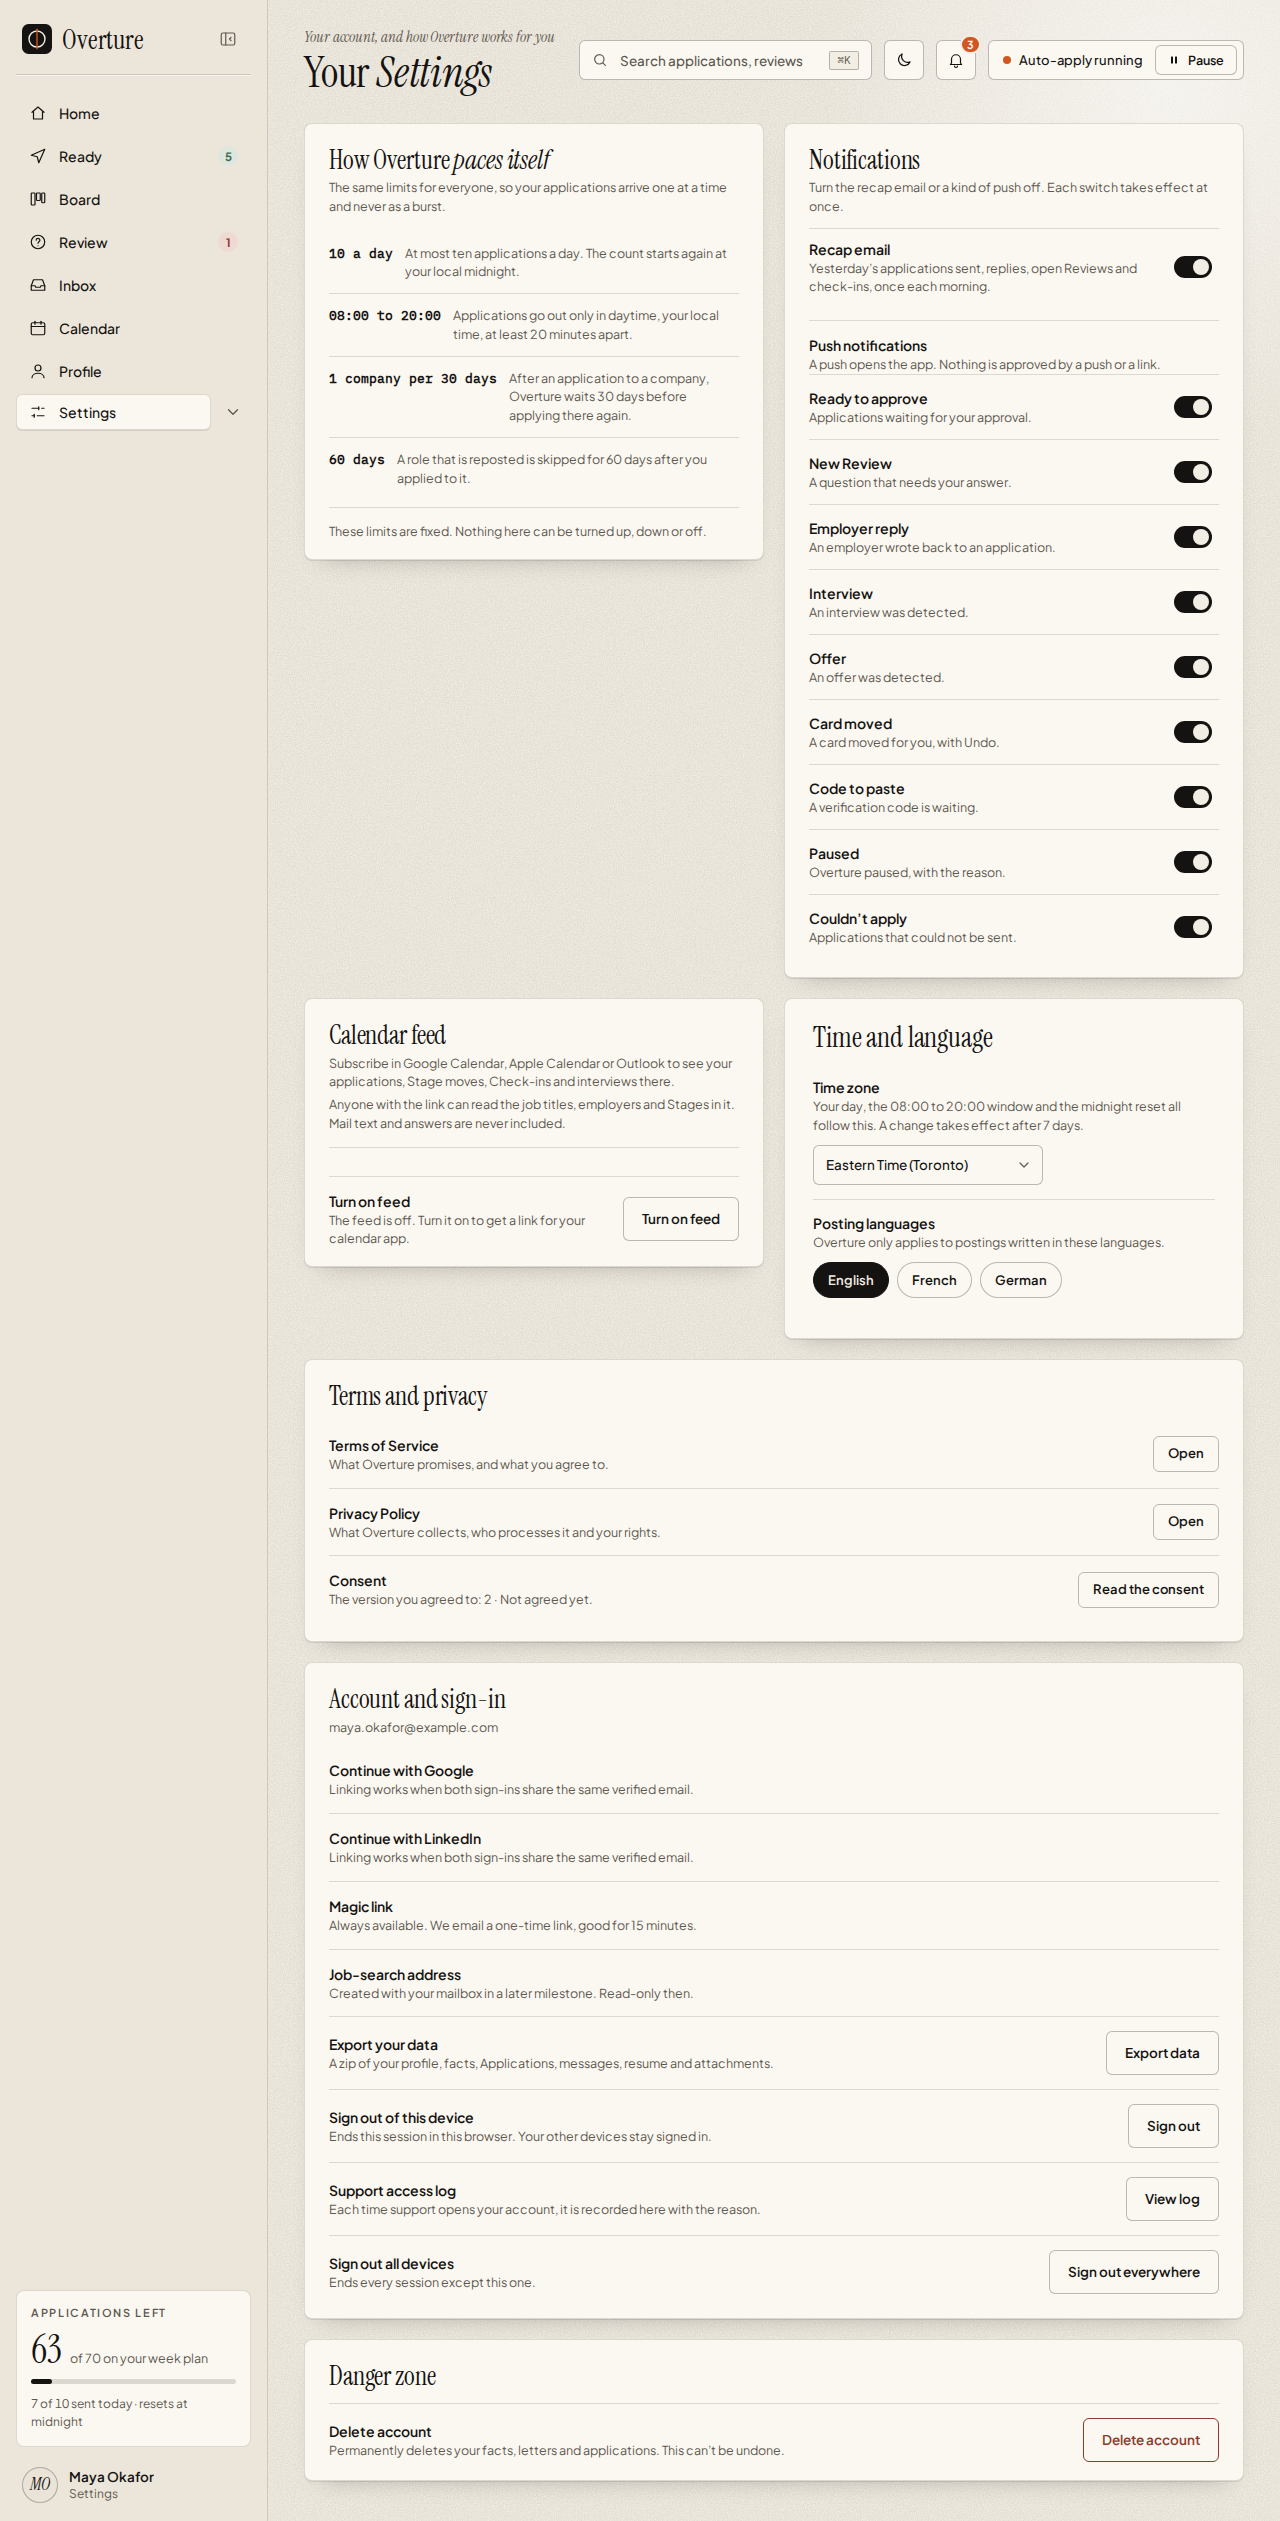 Overture
Home
Ready
5
Board
Review
1
Inbox
Calendar
Profile
Settings
APPLICATIONS LEFT
63 of 70 on your week plan
7 of 10 sent today · resets at
midnight
MO
Maya Okafor
Settings
Your account, and how Overture works for you
Your Settings
Search applications, reviews
⌘K
3
Auto-apply running
Pause
How Overture paces itself
The same limits for everyone, so your applications arrive one at a time
and never as a burst.
10 a day
At most ten applications a day. The count starts again at
your local midnight.
08:00 to 20:00
Applications go out only in daytime, your local
time, at least 20 minutes apart.
1 company per 30 days
After an application to a company,
Overture waits 30 days before
applying there again.
60 days
A role that is reposted is skipped for 60 days after you
applied to it.
These limits are fixed. Nothing here can be turned up, down or off.
Notifications
Turn the recap email or a kind of push off. Each switch takes effect at
once.
Recap email
Yesterday’s applications sent, replies, open Reviews and
check-ins, once each morning.
Push notifications
A push opens the app. Nothing is approved by a push or a link.
Ready to approve
Applications waiting for your approval.
New Review
A question that needs your answer.
Employer reply
An employer wrote back to an application.
Interview
An interview was detected.
Offer
An offer was detected.
Card moved
A card moved for you, with Undo.
Code to paste
A verification code is waiting.
Paused
Overture paused, with the reason.
Couldn’t apply
Applications that could not be sent.
Calendar feed
Subscribe in Google Calendar, Apple Calendar or Outlook to see your
applications, Stage moves, Check-ins and interviews there.
Anyone with the link can read the job titles, employers and Stages in it.
Mail text and answers are never included.
Turn on feed
The feed is off. Turn it on to get a link for your
calendar app.
Turn on feed
Time and language
Time zone
Your day, the 08:00 to 20:00 window and the midnight reset all
follow this. A change takes effect after 7 days.
Eastern Time (Toronto)
Posting languages
Overture only applies to postings written in these languages.
English
French
German
Terms and privacy
Terms of Service
What Overture promises, and what you agree to.
Open
Privacy Policy
What Overture collects, who processes it and your rights.
Open
Consent
The version you agreed to: 2 · Not agreed yet.
Read the consent
Account and sign-in
maya.okafor@example.com
Continue with Google
Linking works when both sign-ins share the same verified email.
Continue with LinkedIn
Linking works when both sign-ins share the same verified email.
Magic link
Always available. We email a one-time link, good for 15 minutes.
Job-search address
Created with your mailbox in a later milestone. Read-only then.
Export your data
A zip of your profile, facts, Applications, messages, resume and attachments.
Export data
Sign out of this device
Ends this session in this browser. Your other devices stay signed in.
Sign out
Support access log
Each time support opens your account, it is recorded here with the reason.
View log
Sign out all devices
Ends every session except this one.
Sign out everywhere
Danger zone
Delete account
Permanently deletes your facts, letters and applications. This can’t be undone.
Delete account